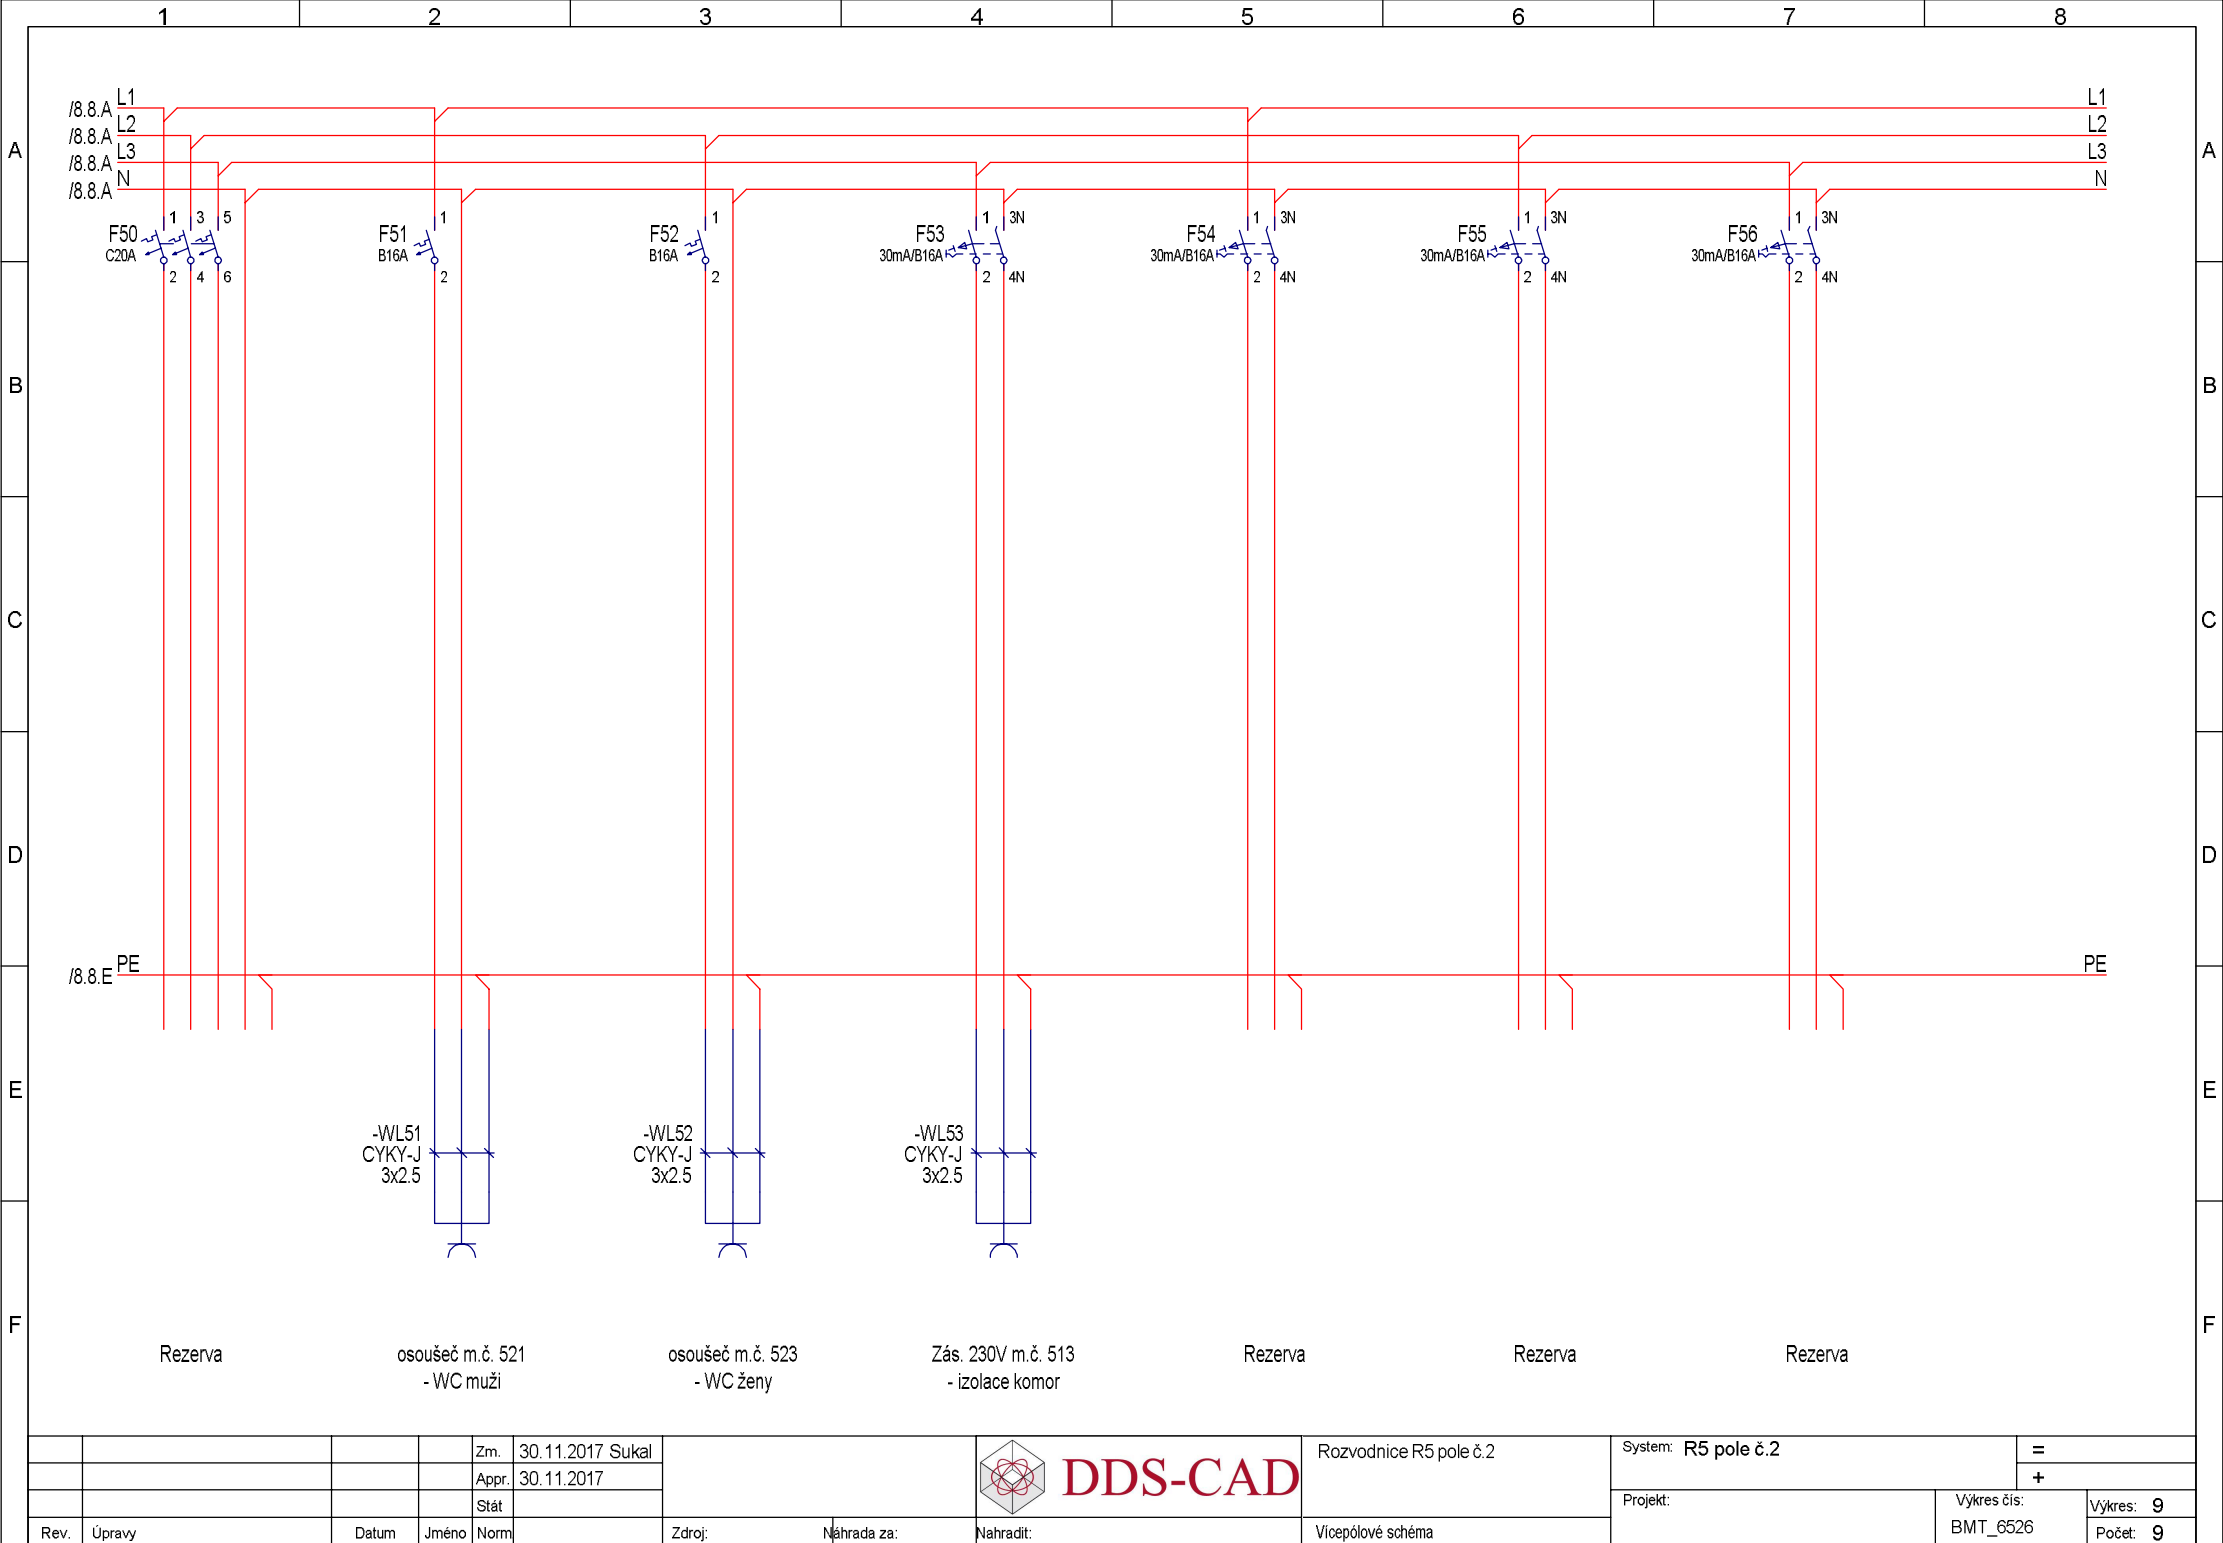 1 2 3 4 5 6 7 8
/8.8.A L1 L1
/8.8.A L2 L2
A A
/8.8.A L3 L3
/8.8.A N N
1 3 5 1 1 1 3N 1 3N 1 3N 1 3N
F50 F51 F52 F53 F54 F55 F56
C20A B16A B16A 30mA/B16A 30mA/B16A 30mA/B16A 30mA/B16A
2 4 6 2 2 2 4N 2 4N 2 4N 2 4N
B B
C C
D D
/8.8.E PE PE
E E
-WL51 -WL52 -WL53
CYKY-J CYKY-J CYKY-J
3x2.5 3x2.5 3x2.5
F F
Rezerva osoušeč m.č. 521 osoušeč m.č. 523 Zás. 230V m.č. 513 Rezerva Rezerva Rezerva
- WC muži - WC ženy - izolace komor
Zm. 30.11.2017 Sukal DDS-CAD Rozvodnice R5 pole č.2 System: R5 pole č.2 =
Appr. 30.11.2017 +
Stát Projekt: Výkres čís: Výkres: 9
Rev. Úpravy Datum Jméno Norm Zdroj: Náhrada za: Nahradit: Vícepólové schéma BMT_6526 Počet: 9